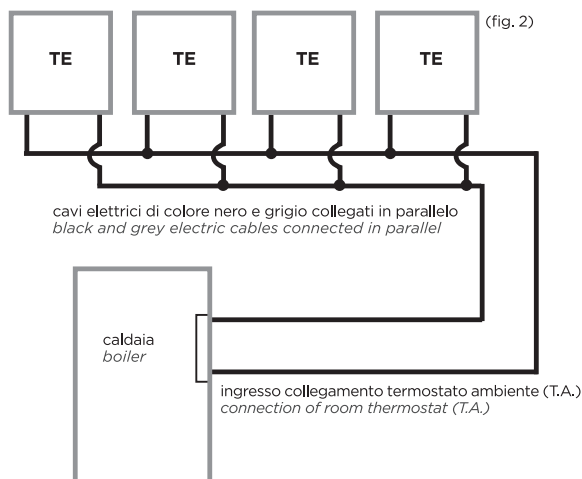 (fig. 2)
TE
TE
TE
TE
cavi elettrici di colore nero e grigio collegati in parallelo
black and grey electric cables connected in parallel
caldaia
boiler
ingresso collegamento termostato ambiente (T.A.)
connection of room thermostat (T.A.)